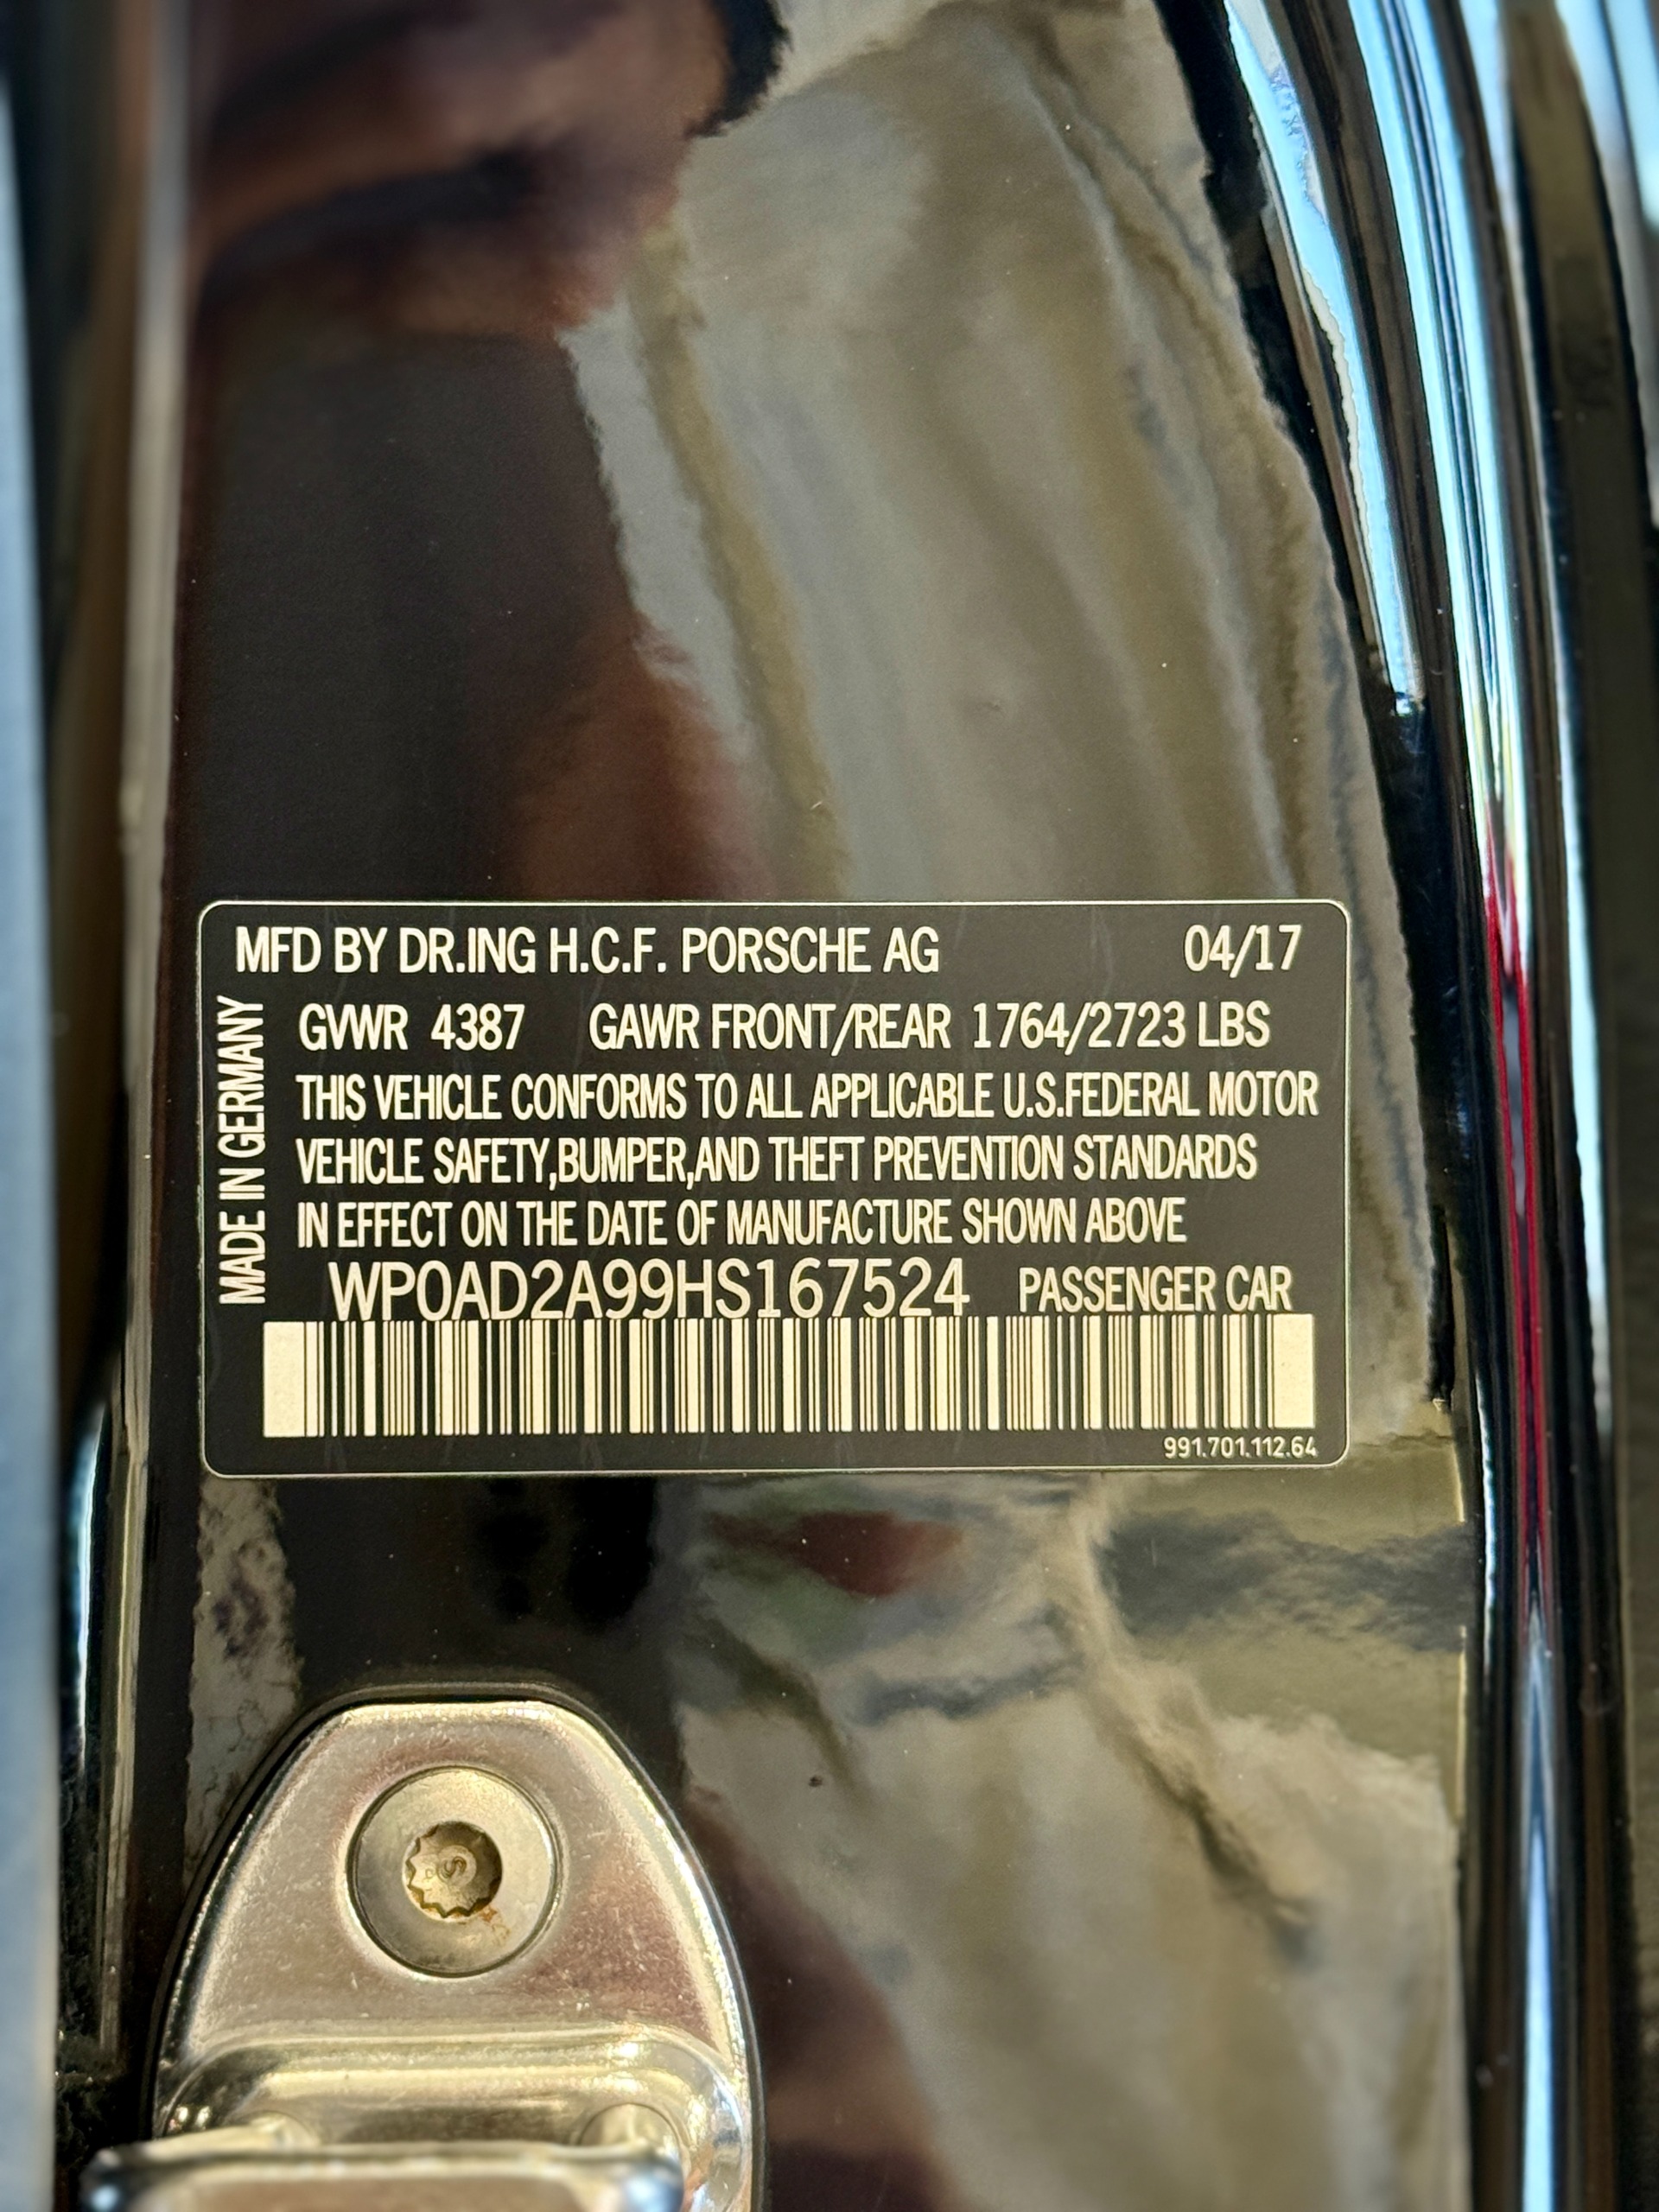 MFD BY DR.ING H.C.F. PORSCHE AG 04/17
MADE IN GERMANY
GVWR 4387 GAWR FRONT/REAR 1764/2723 LBS
THIS VEHICLE CONFORMS TO ALL APPLICABLE U.S.FEDERAL MOTOR
VEHICLE SAFETY,BUMPER,AND THEFT PREVENTION STANDARDS
IN EFFECT ON THE DATE OF MANUFACTURE SHOWN ABOVE
WP0AD2A99HS167524 PASSENGER CAR
991.701.112.64